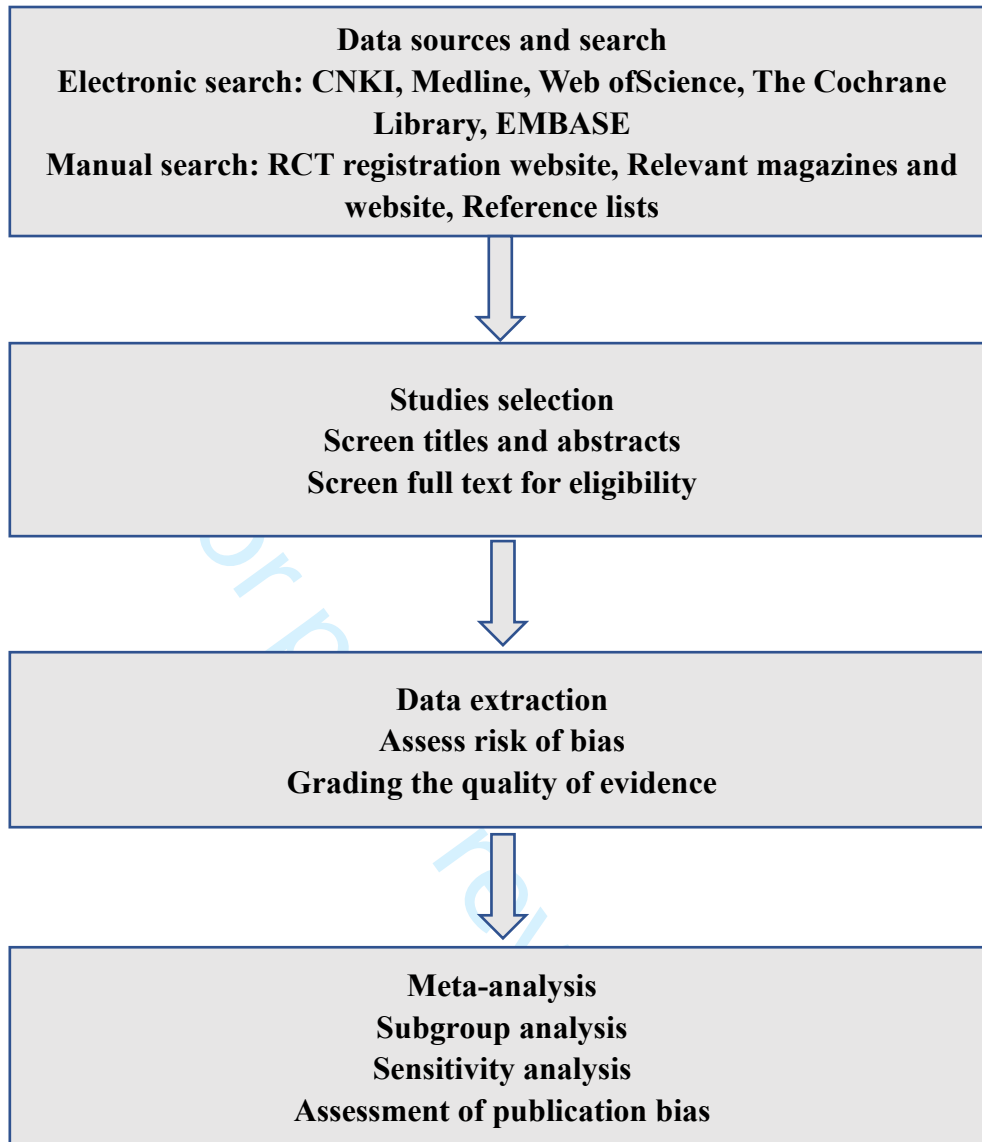 Data sources and search
Electronic search: CNKI, Medline, Web ofScience, The Cochrane
Library, EMBASE
Manual search: RCT registration website, Relevant magazines and
website, Reference lists
Studies selection
Screen titles and abstracts
Screen full text for eligibility
or p
Data extraction
Assess risk of bias
Grading the quality of evidence
rev
Meta-analysis
Subgroup analysis
Sensitivity analysis
Assessment of publication bias